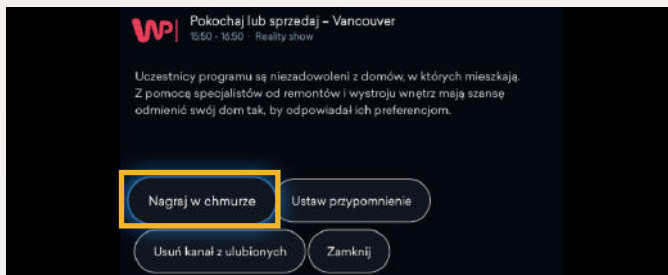 WP
Pokochaj lub sprzedaj – Vancouver
15:50 - 16:50 · Reality show
Uczestnicy programu są niezadowoleni z domów, w których mieszkają.
Z pomocą specjalistów od remontów i wystroju wnętrz mają szansę
odmienić swój dom tak, by odpowiadał ich preferencjom.
Nagraj w chmurze
Ustaw przypomnienie
Usuń kanał z ulubionych
Zamknij